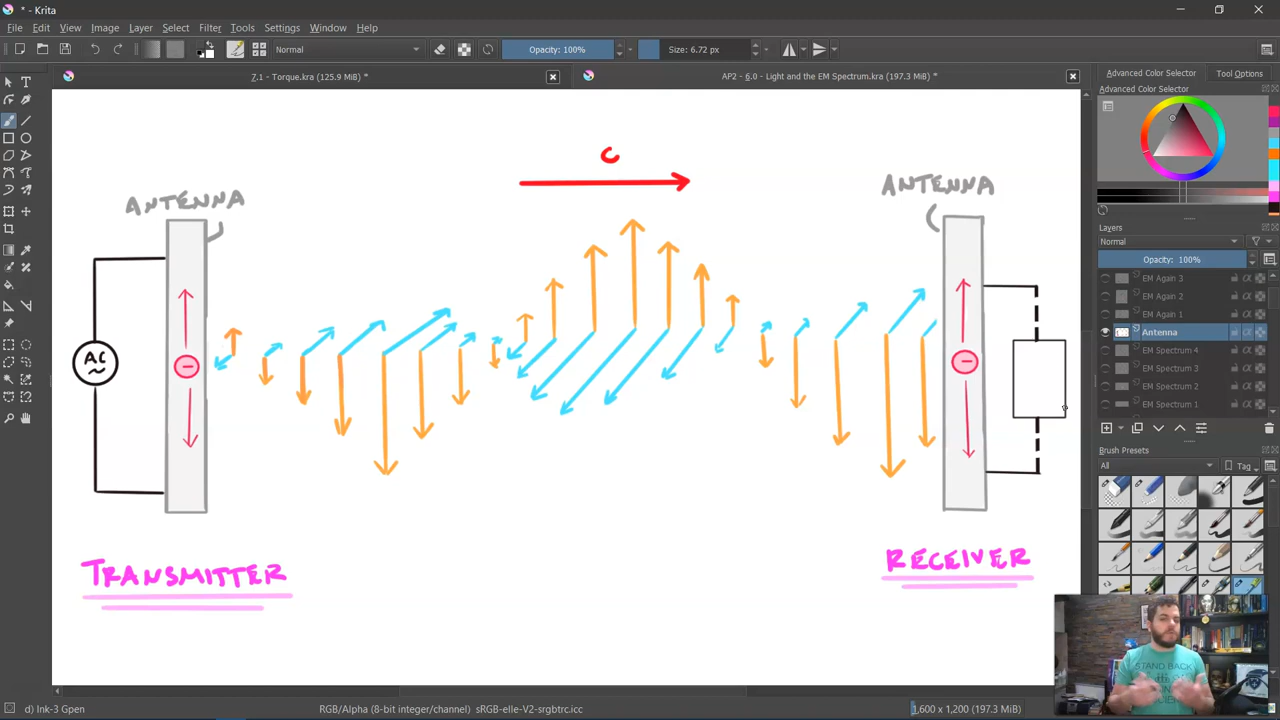 * - Krita
File Edit View Image Layer Select Filter Tools Settings Window Help
Normal Opacity: 100% Size: 6.72 px
7.1 - Torque.kra (125.9 MiB) *
AP2 - 6.0 - Light and the EM Spectrum.kra (197.3 MiB) *
Advanced Color Selector Tool Options
Advanced Color Selector
C
ANTENNA
ANTENNA
AC
TRANSMITTER
RECEIVER
Layers
Normal
Opacity: 100%
EM Again 3
EM Again 2
EM Again 1
Antenna
EM Spectrum 4
EM Spectrum 3
EM Spectrum 2
EM Spectrum 1
Brush Presets
All Tag
STAND BACK
d) Ink-3 Gpen
RGB/Alpha (8-bit integer/channel) sRGB-elle-V2-srgbtrc.icc
1,600 x 1,200 (197.3 MiB)